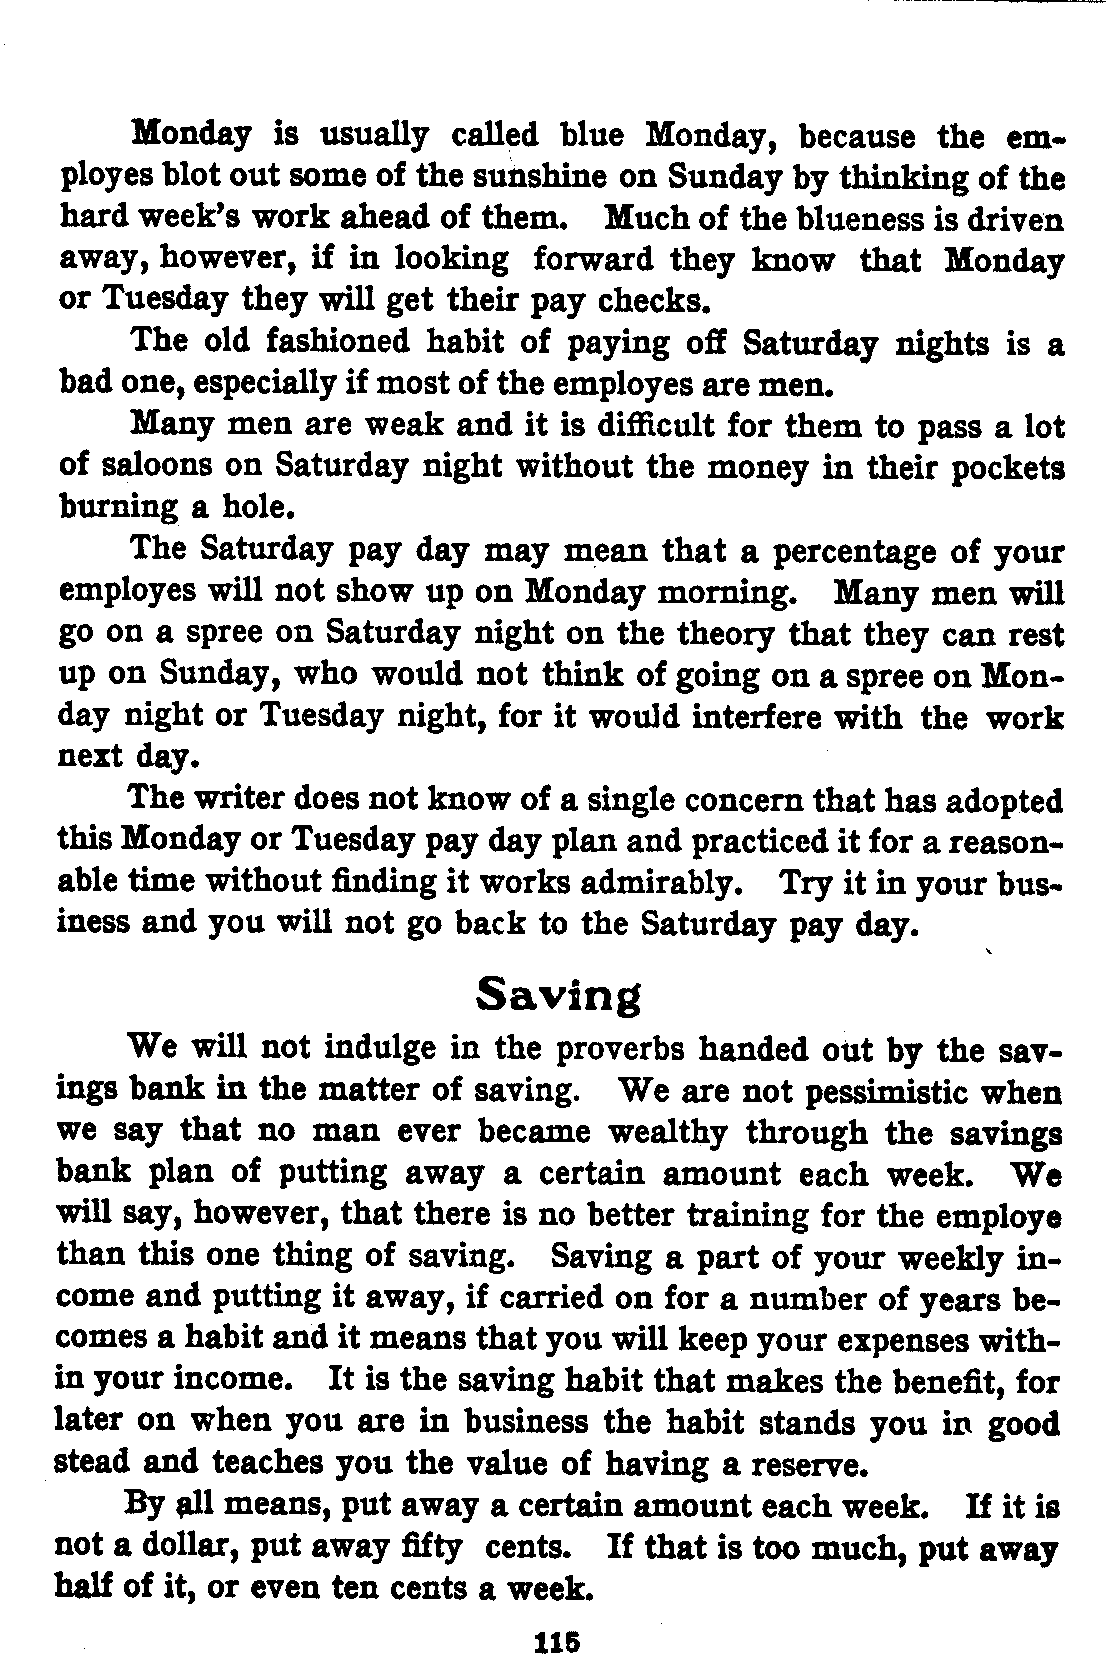 Monday is usually called blue Monday, because the em-
ployes blot out some of the sunshine on Sunday by thinking of the
hard week's work ahead of them. Much of the blueness is driven
away, however, if in looking forward they know that Monday
or Tuesday they will get their pay checks.
The old fashioned habit of paying off Saturday nights is a
bad one, especially if most of the employes are men.
Many men are weak and it is difficult for them to pass a lot
of saloons on Saturday night without the money in their pockets
burning a hole.
The Saturday pay day may mean that a percentage of your
employes will not show up on Monday morning. Many men will
go on a spree on Saturday night on the theory that they can rest
up on Sunday, who would not think of going on a spree on Mon-
day night or Tuesday night, for it would interfere with the work
next day.
The writer does not know of a single concern that has adopted
this Monday or Tuesday pay day plan and practiced it for a reason-
able time without finding it works admirably. Try it in your bus-
iness and you will not go back to the Saturday pay day.
Saving
We will not indulge in the proverbs handed out by the sav-
ings bank in the matter of saving. We are not pessimistic when
we say that no man ever became wealthy through the savings
bank plan of putting away a certain amount each week. We
will say, however, that there is no better training for the employe
than this one thing of saving. Saving a part of your weekly in-
come and putting it away, if carried on for a number of years be-
comes a habit and it means that you will keep your expenses with-
in your income. It is the saving habit that makes the benefit, for
later on when you are in business the habit stands you in good
stead and teaches you the value of having a reserve.
By all means, put away a certain amount each week. If it is
not a dollar, put away fifty cents. If that is too much, put away
half of it, or even ten cents a week.
115